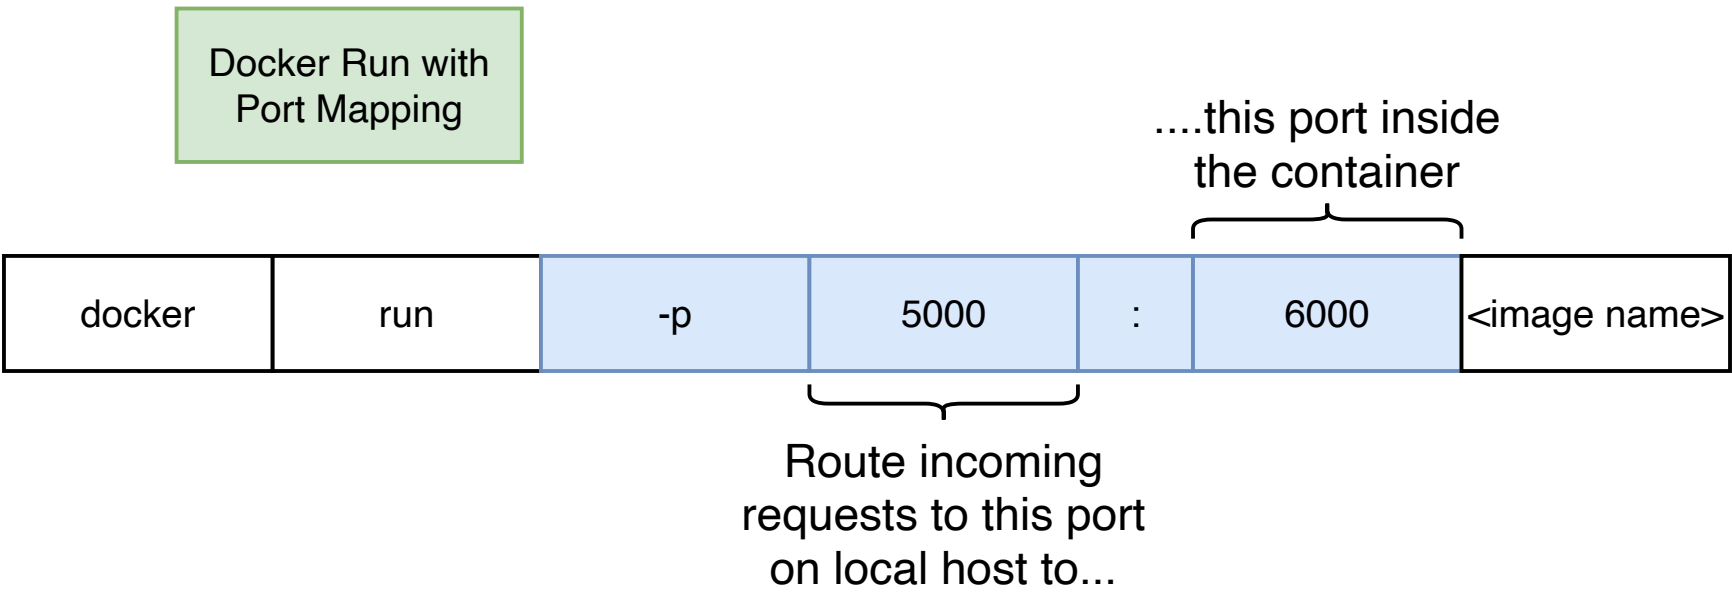 Docker Run with
Port Mapping
....this port inside
the container
docker run -p 5000 : 6000 <image name>
Route incoming
requests to this port
on local host to...